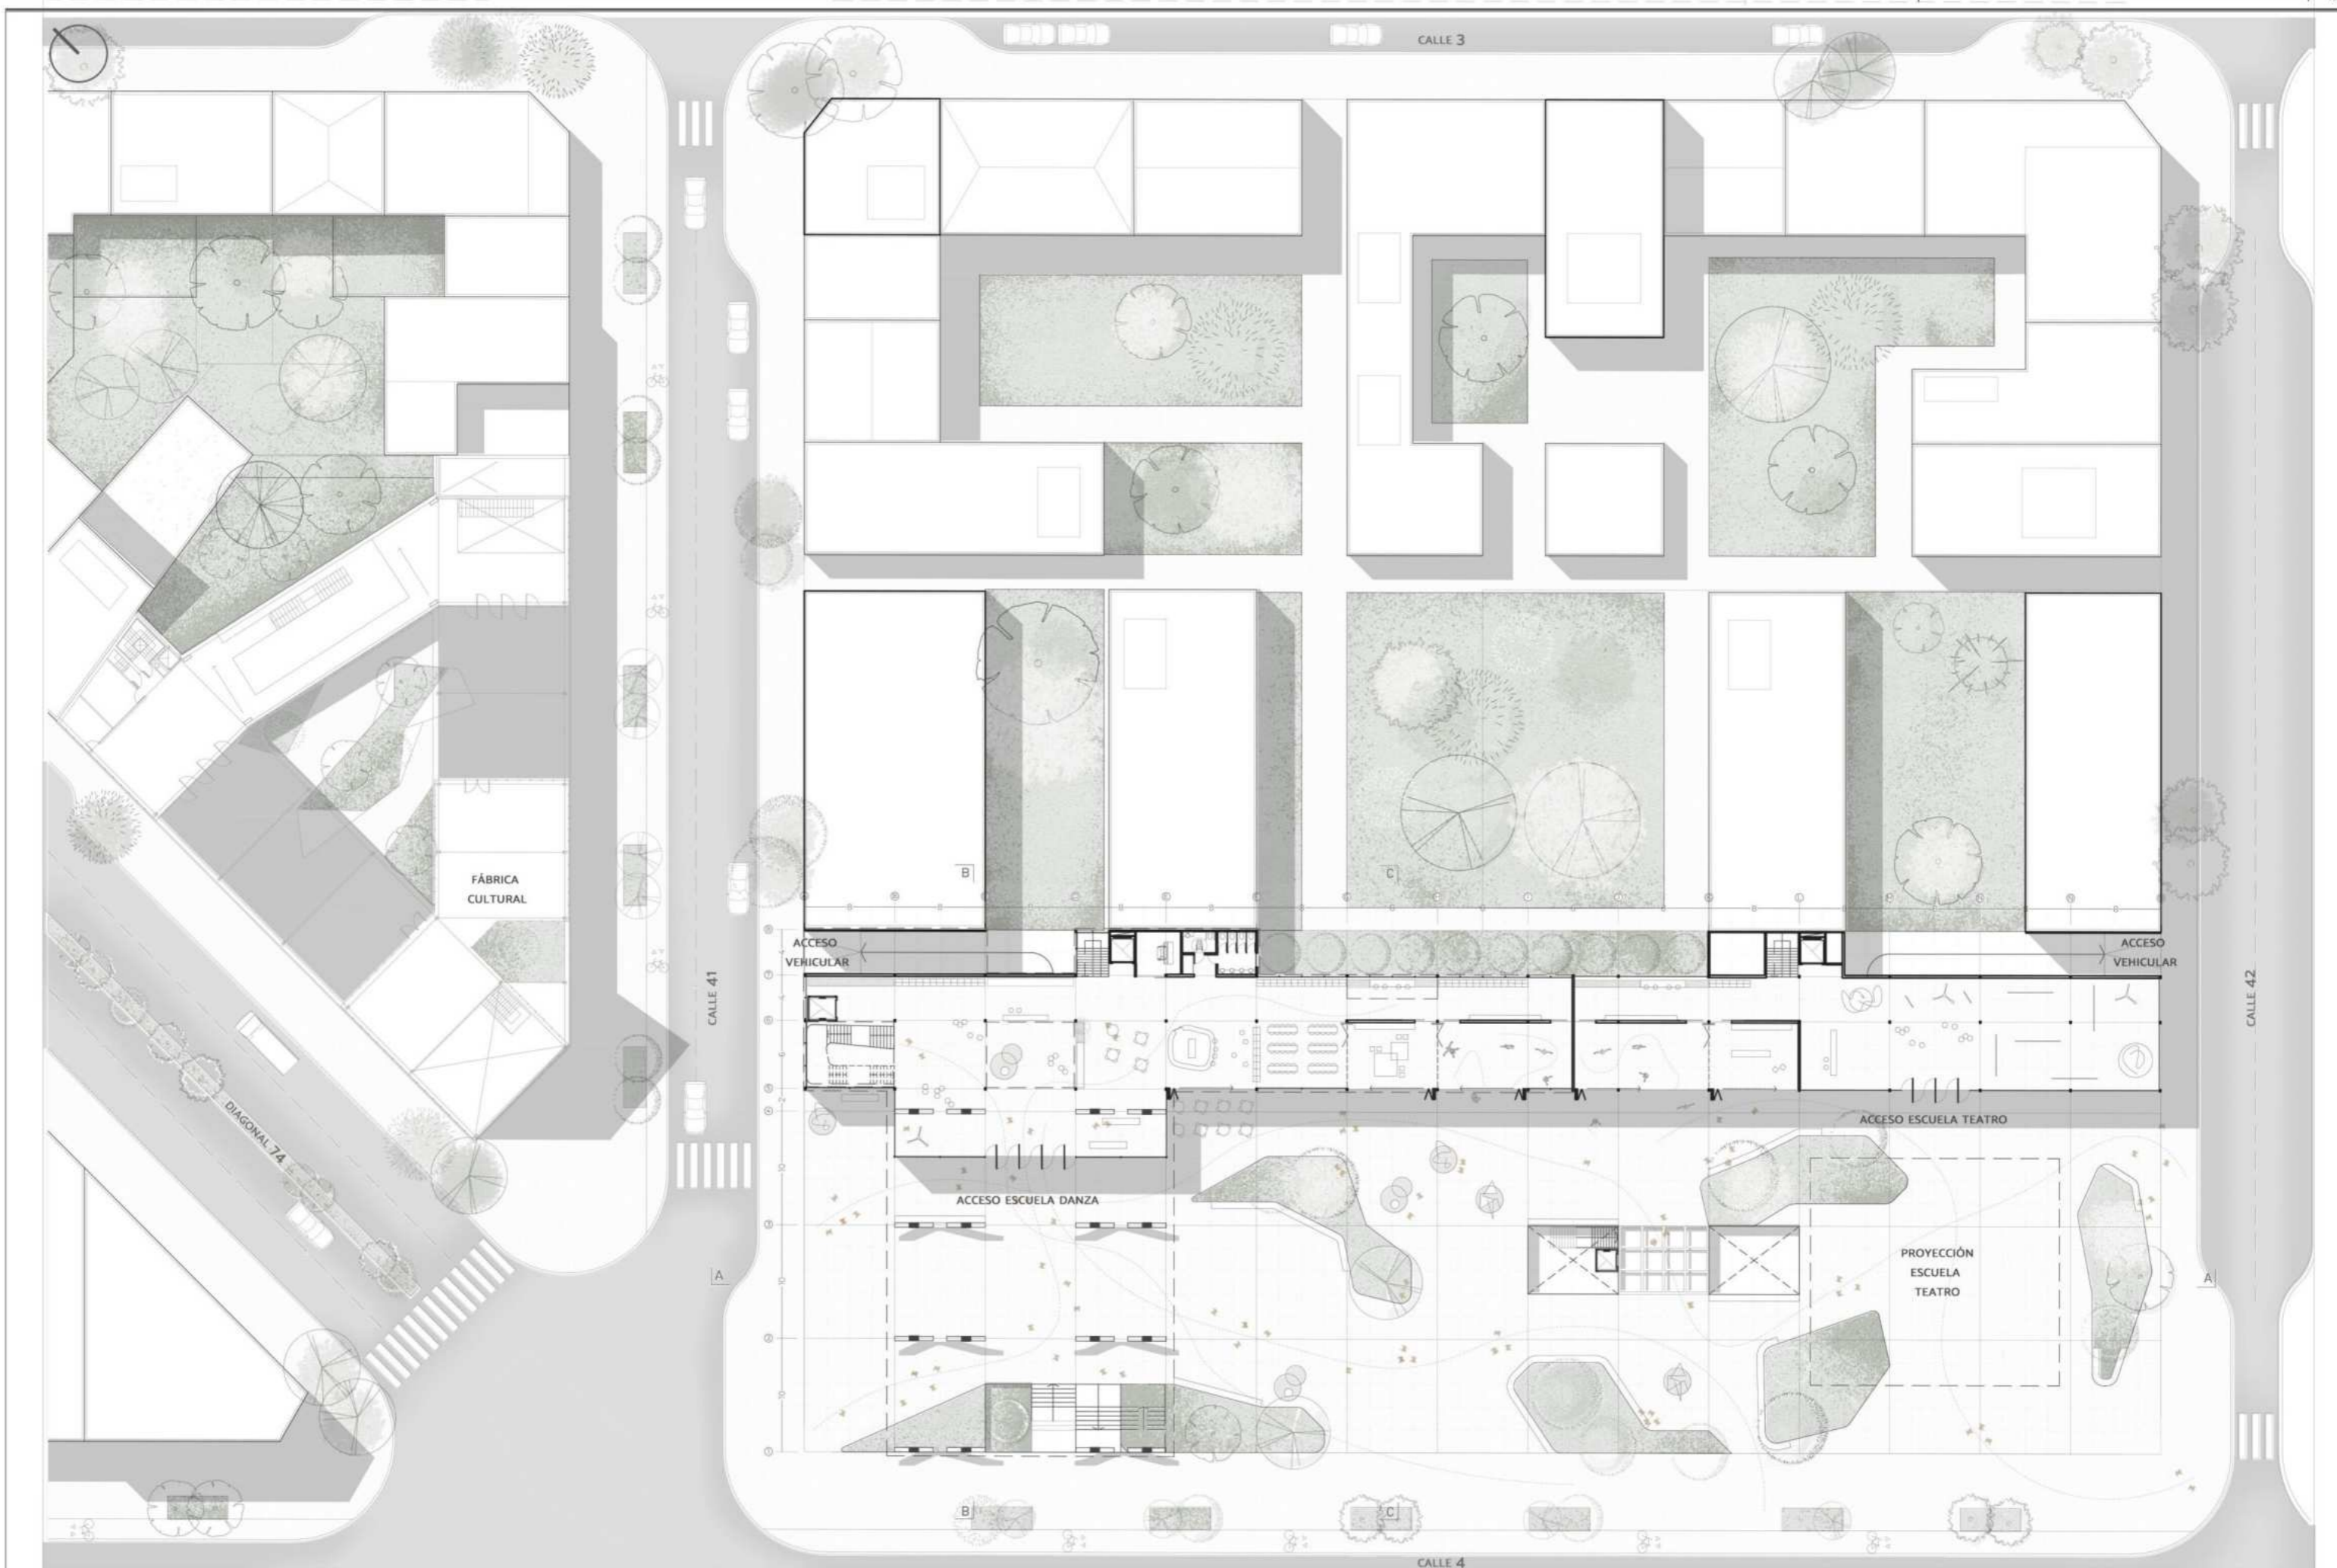 CALLE 3
B
C
FÁBRICA
CULTURAL
ACCESO
VEHICULAR
ACCESO
VEHICULAR
CALLE 41
CALLE 42
DIAGONAL 74
ACCESO ESCUELA TEATRO
ACCESO ESCUELA DANZA
PROYECCIÓN
ESCUELA
TEATRO
A
A
B
C
CALLE 4